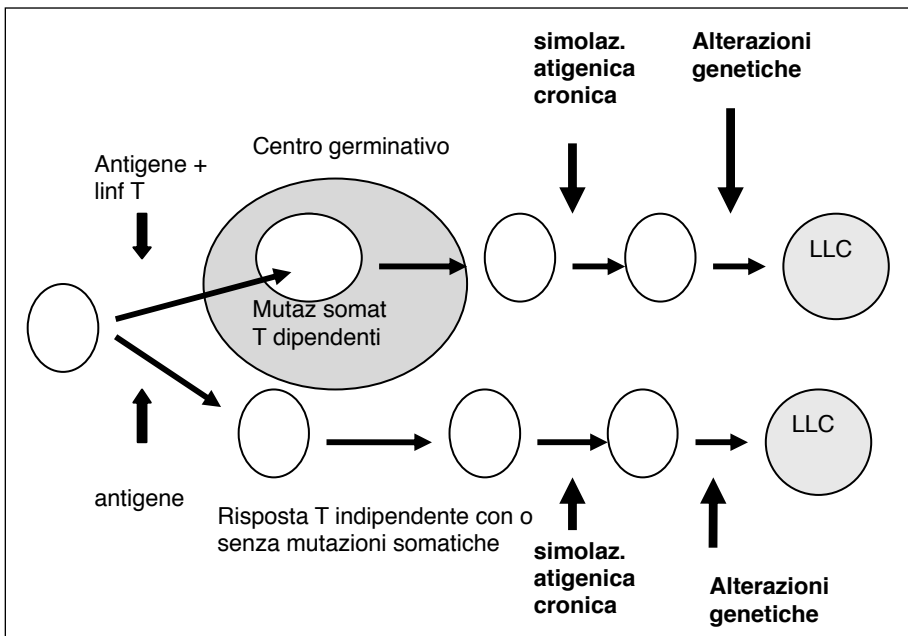 simolaz.
atigenica
cronica
Alterazioni
genetiche
Centro germinativo
Antigene +
linf T
LLC
Mutaz somat
T dipendenti
LLC
antigene
Risposta T indipendente con o
senza mutazioni somatiche
simolaz.
atigenica
cronica
Alterazioni
genetiche